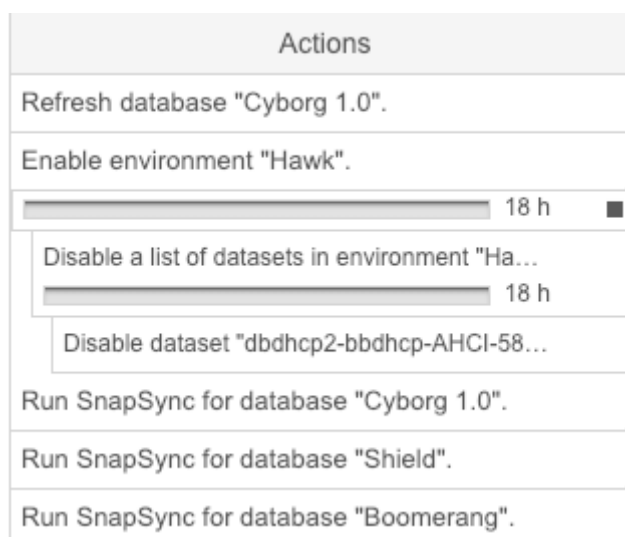 Actions
Refresh database "Cyborg 1.0".
Enable environment "Hawk".
18 h
Disable a list of datasets in environment "Ha...
18 h
Disable dataset "dbdhcp2-bbdhcp-AHCI-58...
Run SnapSync for database "Cyborg 1.0".
Run SnapSync for database "Shield".
Run SnapSync for database "Boomerang".